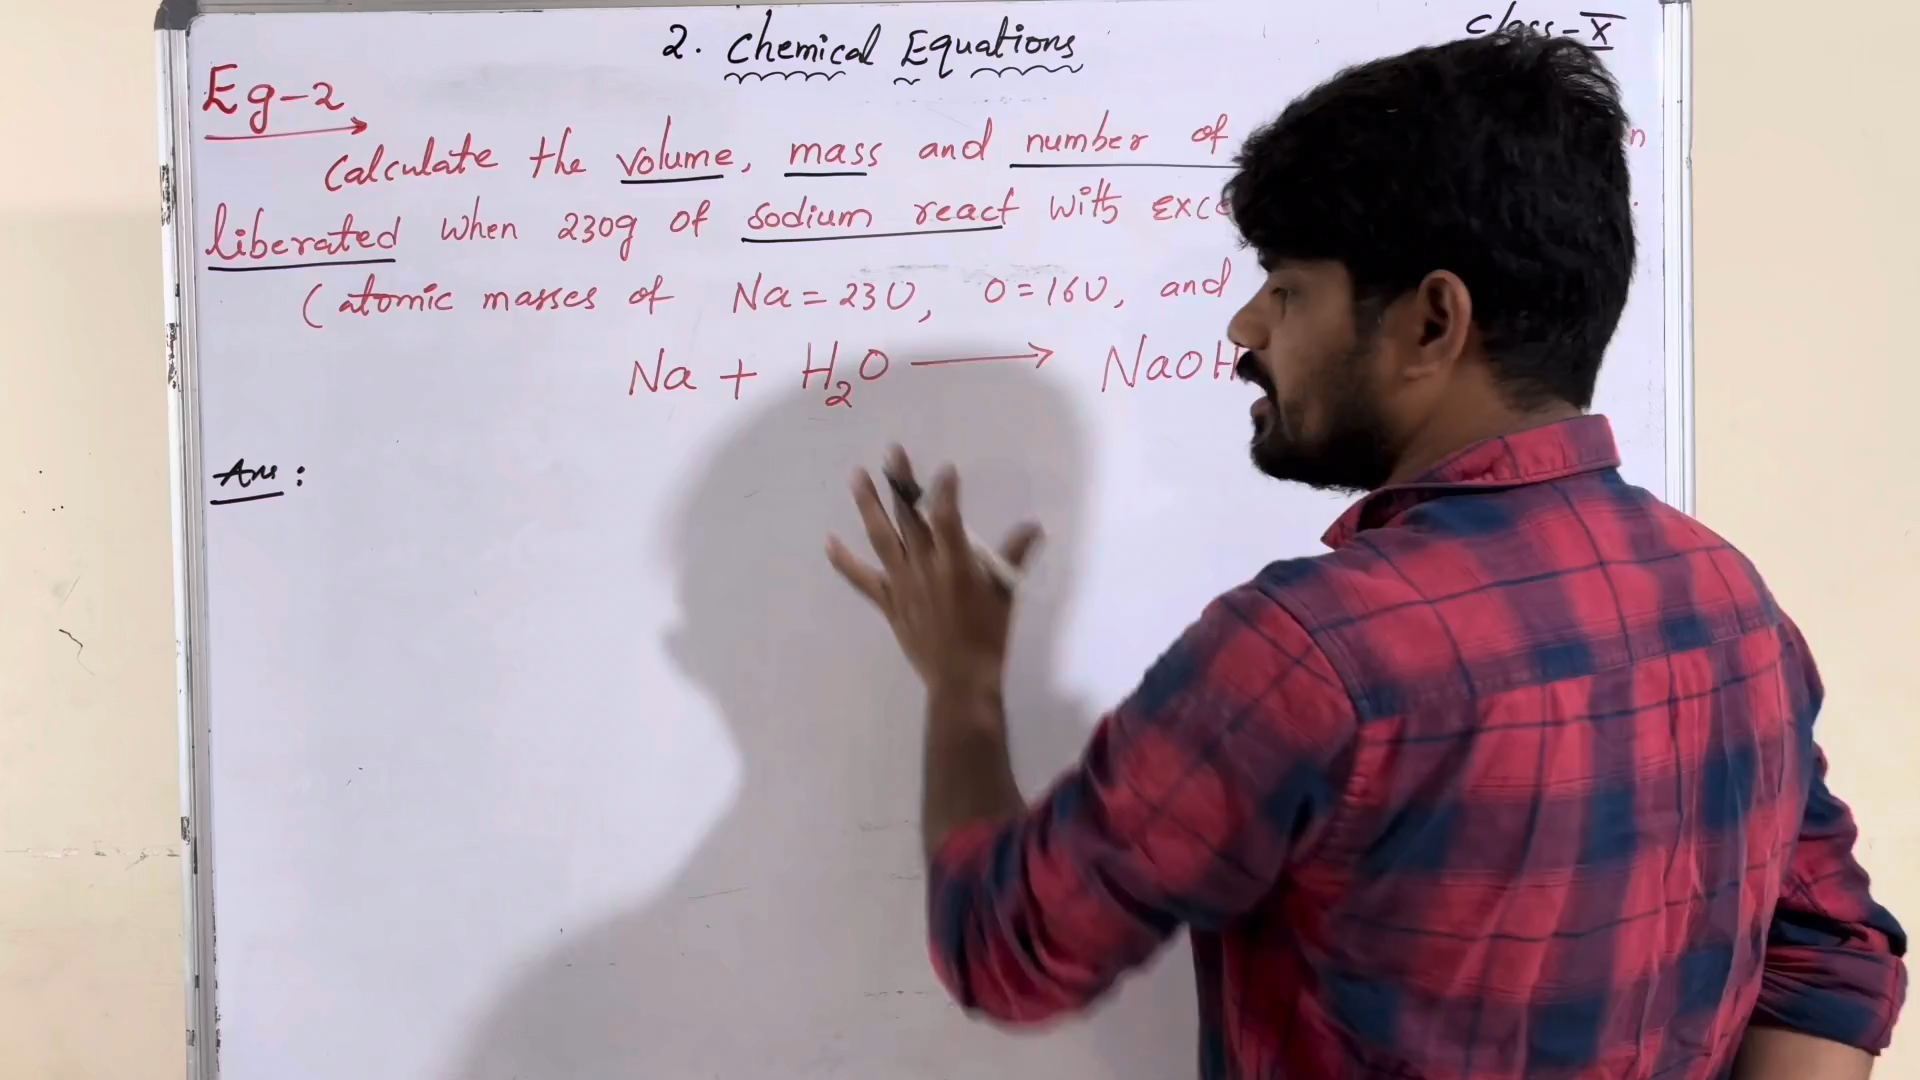 2. Chemical Equations
Class-X
Eg-2
Calculate the volume, mass and number of
liberated when 230g of sodium react with
(atomic masses of Na=23U, O=16U, and
Na + H2O → NaOH
Ans: